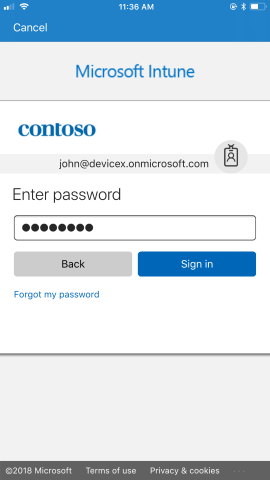 11:36 AM
Cancel
Microsoft Intune
contoso
john@devicex.onmicrosoft.com
Enter password
●●●●●●●●
Back
Sign in
Forgot my password
©2018 Microsoft Terms of use Privacy & cookies ...